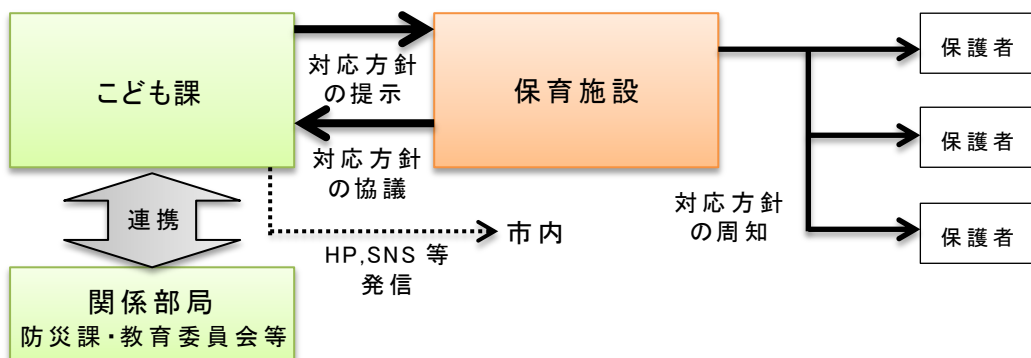 こども課
対応方針
の提示
保育施設
対応方針
の協議
保護者
保護者
保護者
対応方針
の周知
連携
市内
HP,SNS 等
発信
関係部局
防災課・教育委員会等